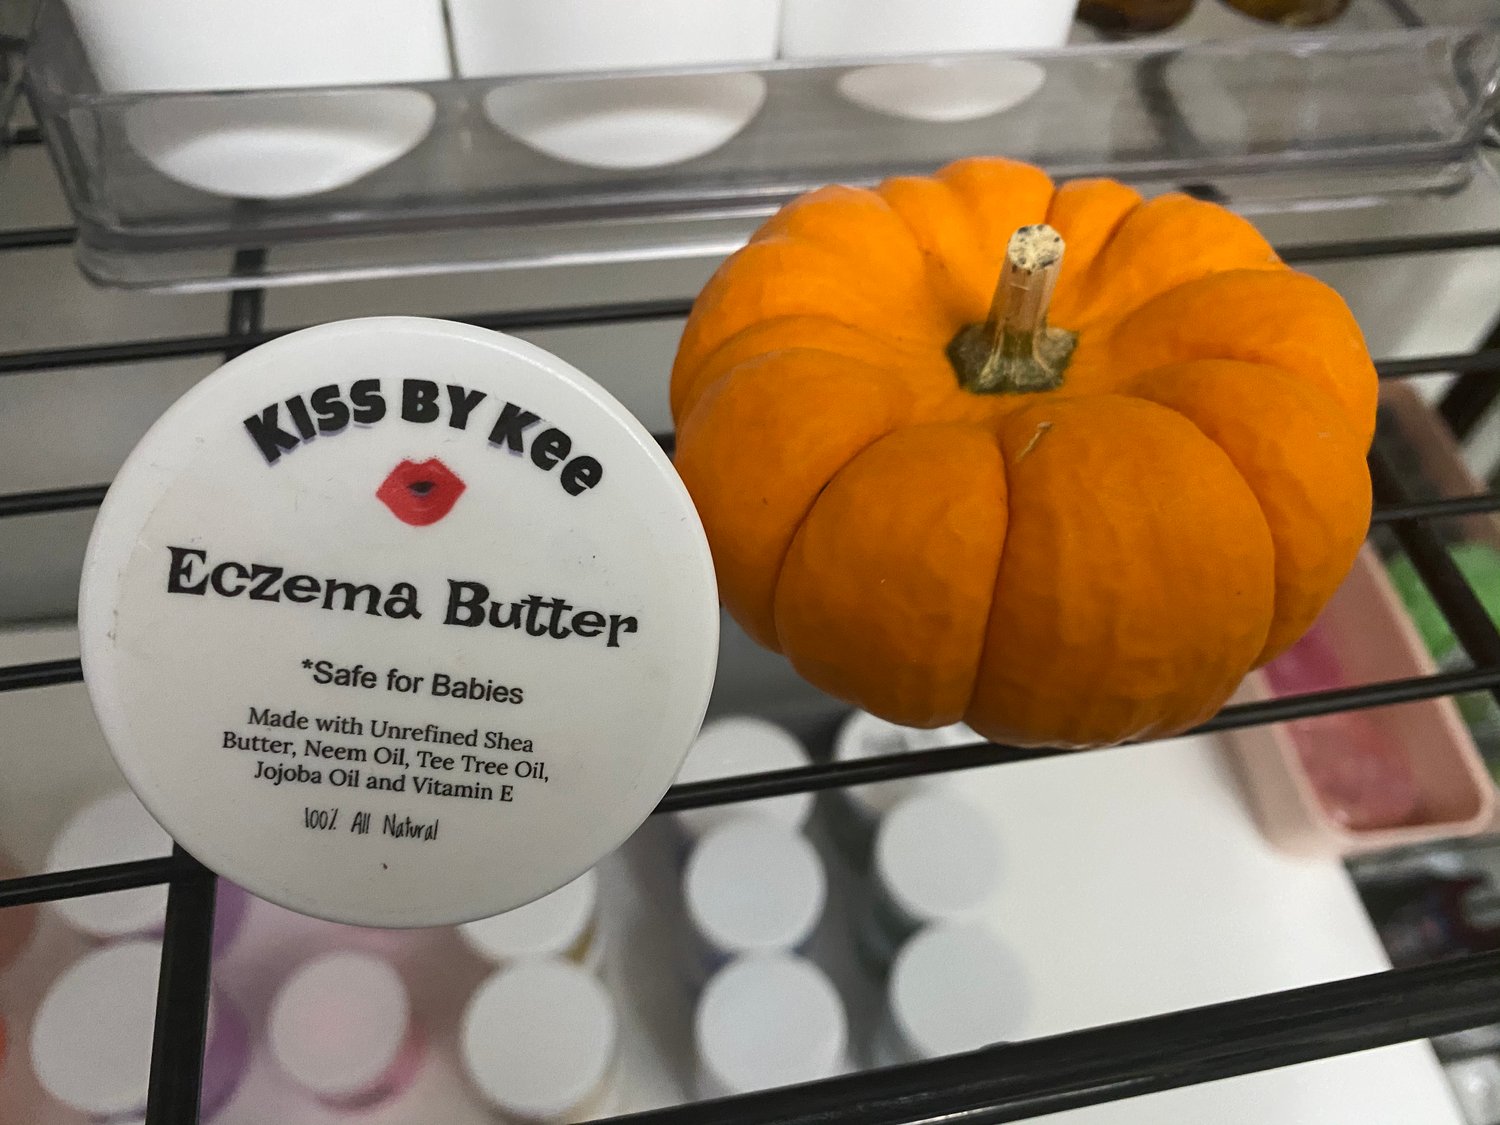 KISS BY Kee
Eczema Butter
*Safe for Babies
Made with Unrefined Shea
Butter, Neem Oil, Tee Tree Oil,
Jojoba Oil and Vitamin E
100% All Natural